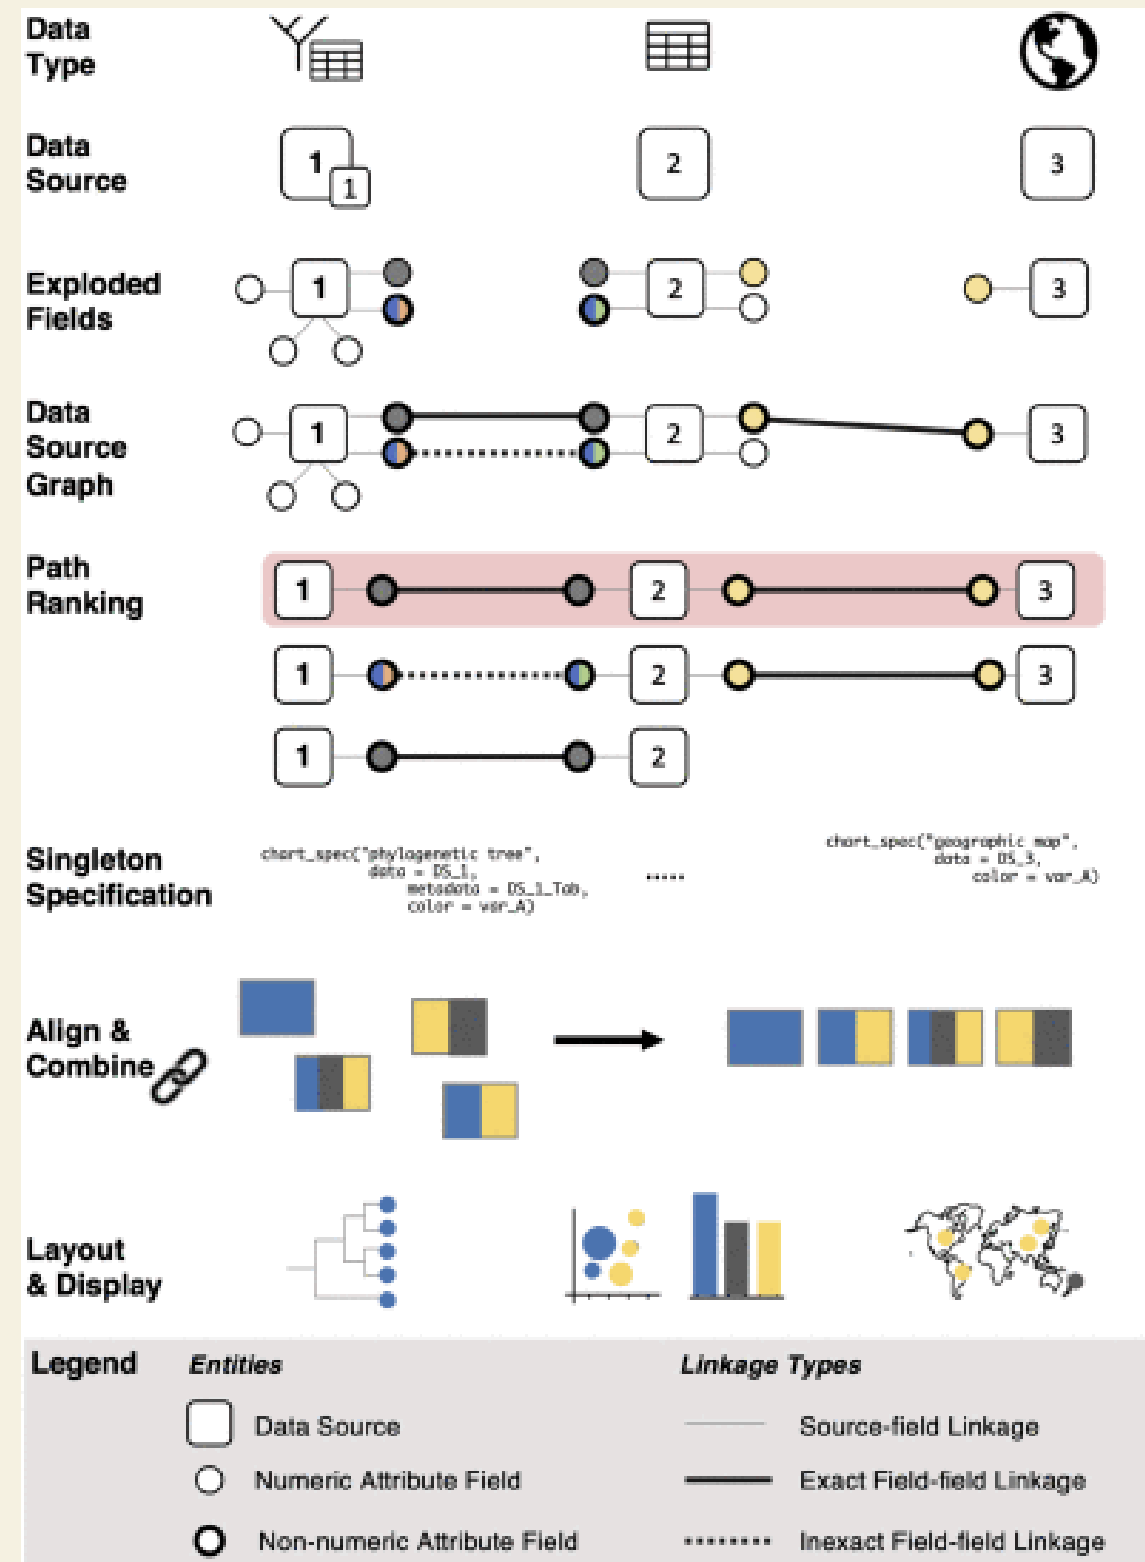 Data
Type
Data
Source
1
1
2
3
Exploded
Fields
1
2
3
Data
Source
Graph
1
2
3
Path
Ranking
1
2
3
1
2
3
1
2
Singleton
Specification
chart_spec("phylogenetic tree",
data = DS_1,
metadata = DS_1_Tab,
color = var_A)
.....
chart_spec("geographic map",
data = DS_3,
color = var_A)
Align &
Combine
Layout
& Display
Legend
Entities
Linkage Types
Data Source
Source-field Linkage
Numeric Attribute Field
Exact Field-field Linkage
Non-numeric Attribute Field
Inexact Field-field Linkage